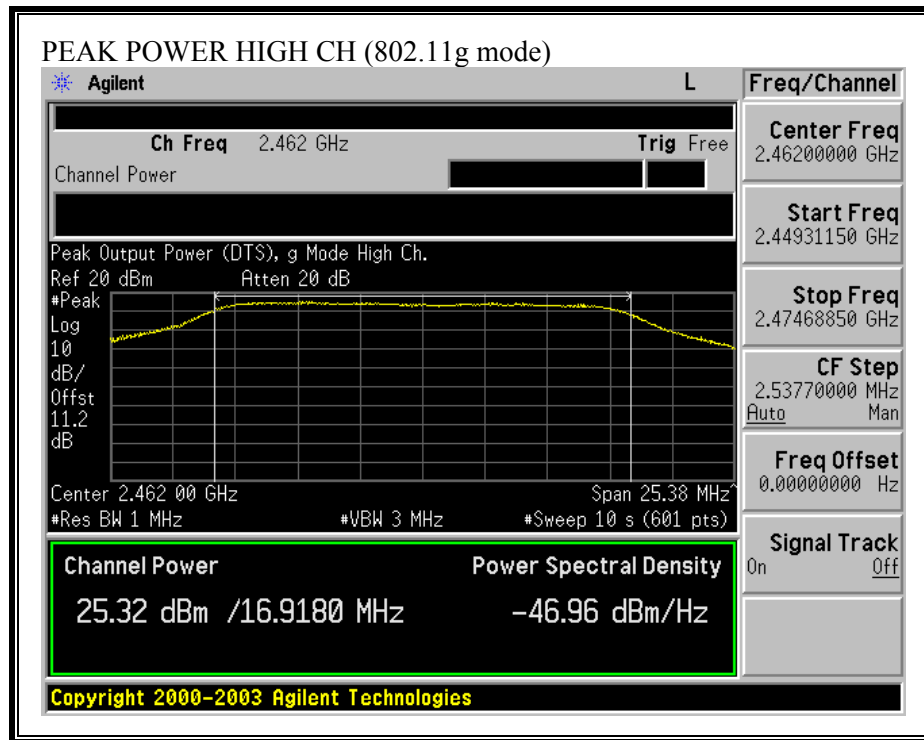 PEAK POWER HIGH CH (802.11g mode)
Agilent
L
Freq/Channel
Ch Freq 2.462 GHz
Trig Free
Channel Power
Center Freq
2.46200000 GHz
Start Freq
2.44931150 GHz
Peak Output Power (DTS), g Mode High Ch.
Ref 20 dBm Atten 20 dB
#Peak
Log
10
dB/
Offst
11.2
dB
Stop Freq
2.47468850 GHz
CF Step
2.53770000 MHz
Auto Man
Freq Offset
0.00000000 Hz
Center 2.462 00 GHz
Span 25.38 MHz^
#Res BW 1 MHz
#VBW 3 MHz
#Sweep 10 s (601 pts)
Signal Track
On Off
Channel Power
Power Spectral Density
25.32 dBm /16.9180 MHz
-46.96 dBm/Hz
Copyright 2000-2003 Agilent Technologies